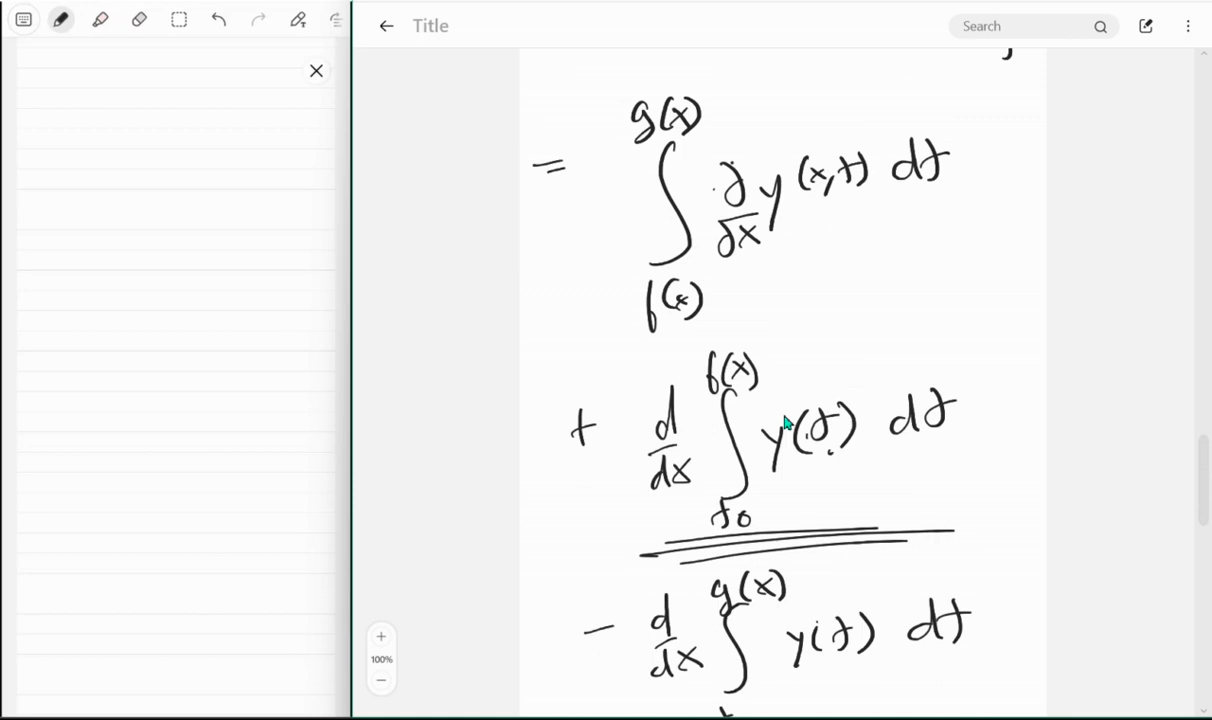 Title
Search
g(x)
= ∫ ∂/∂x y(x,t) dt
f(x)
f(x)
+ d/dx ∫ y(t) dt
t0
g(x)
- d/dx ∫ y(t) dt
100%